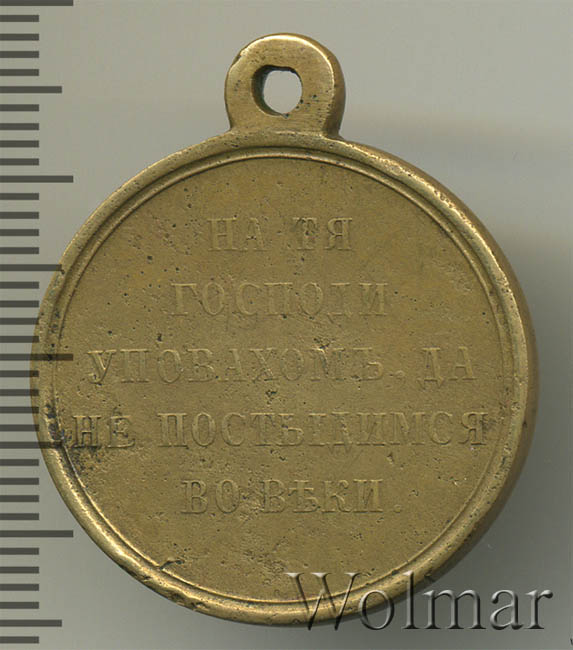 НА ТЯ
ГОСПОДИ
УПОВАХОМЪ. ДА
НЕ ПОСТЫДИМСЯ
ВО ВѢКИ.
Wolmar